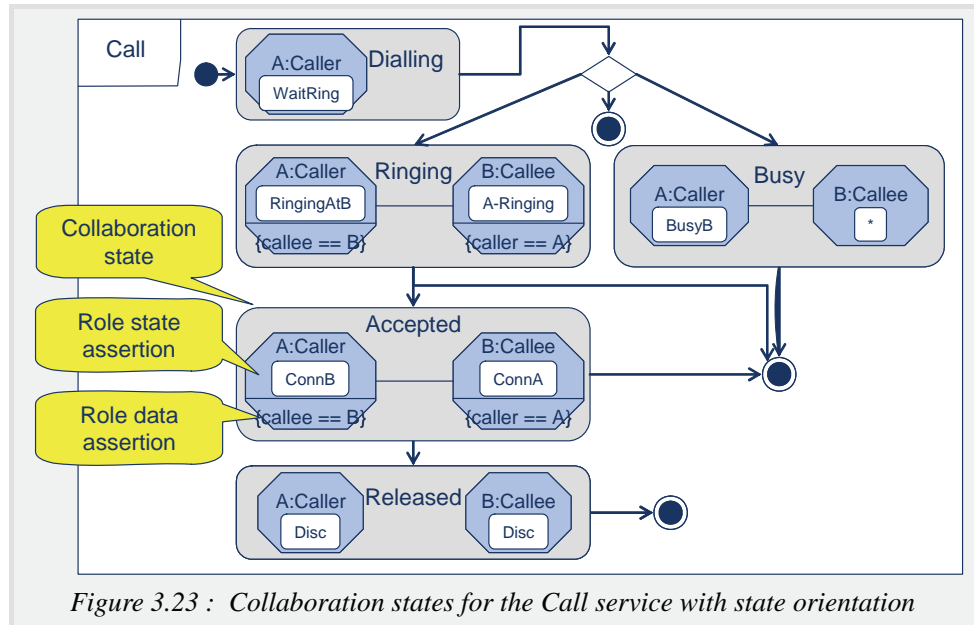 Call
A:Caller
Dialling
WaitRing
A:Caller
Ringing
B:Callee
RingingAtB
A-Ringing
{callee == B}
{caller == A}
A:Caller
Busy
B:Callee
BusyB
*
Collaboration
state
Role state
assertion
Role data
assertion
Accepted
A:Caller
B:Callee
ConnB
ConnA
{callee == B}
{caller == A}
A:Caller
Released
B:Callee
Disc
Disc
Figure 3.23 : Collaboration states for the Call service with state orientation